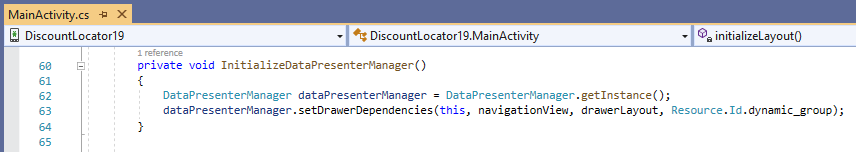 MainActivity.cs
DiscountLocator19 DiscountLocator19.MainActivity initializeLayout()
1 reference
60 private void InitializeDataPresenterManager()
61 {
62 DataPresenterManager dataPresenterManager = DataPresenterManager.getInstance();
63 dataPresenterManager.setDrawerDependencies(this, navigationView, drawerLayout, Resource.Id.dynamic_group);
64 }
65